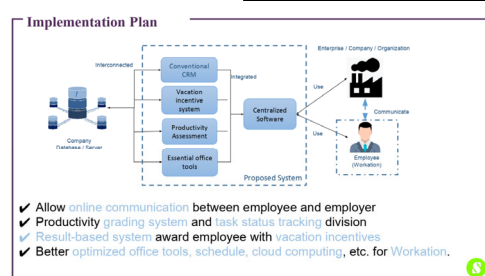 Implementation Plan
Enterprise / Company / Organization
Interconnected
Conventional
CRM
Integrated
Vacation
incentive
system
Use
Centralized
Software
Communicate
Productivity
Assessment
Company
Database / Server
Use
Essential office
tools
Employee
(Workation)
Proposed System
✔ Allow online communication between employee and employer
✔ Productivity grading system and task status tracking division
✔ Result-based system award employee with vacation incentives
✔ Better optimized office tools, schedule, cloud computing, etc. for Workation.
8